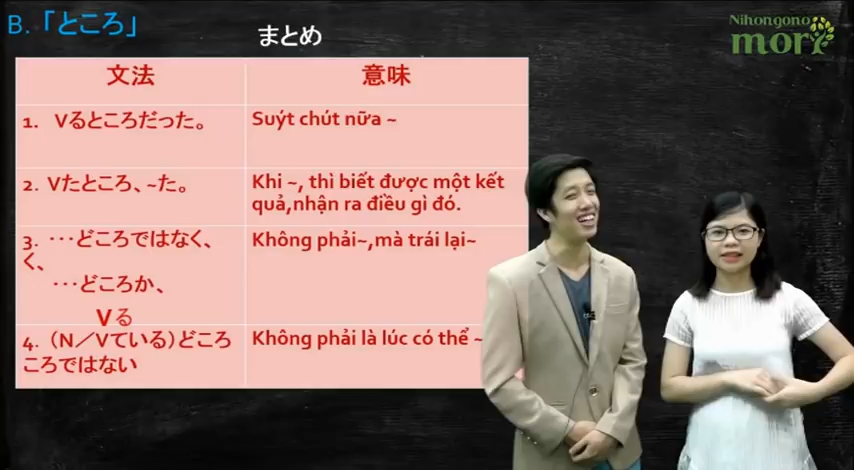 B. 「ところ」
まとめ
Nihongono
mori
文法
意味
1. Vるところだった。
Suýt chút nữa ~
2. Vたところ、~た。
Khi ~, thì biết được một kết
quả,nhận ra điều gì đó.
3. ・・・どころではなく、
く、
・・・どころか、
Không phải~,mà trái lại~
Vる
4. （N／Vている）どころ
ころではない
Không phải là lúc có thể ~